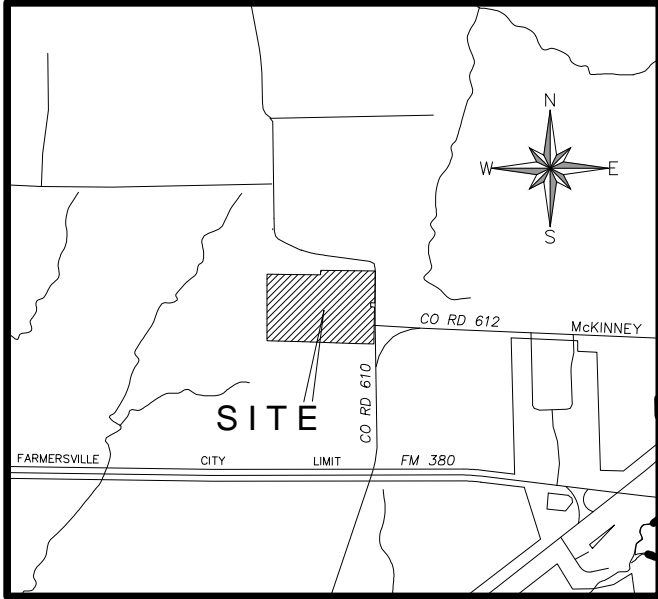 N
W E
S
CO RD 612
McKINNEY
CO RD 610
SITE
FARMERSVILLE CITY LIMIT FM 380